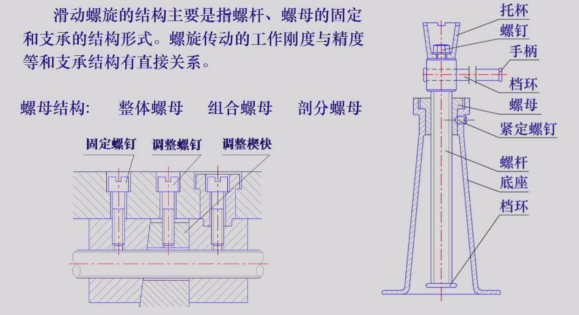 滑动螺旋的结构主要是指螺杆、螺母的固定
和支承的结构形式。螺旋传动的工作刚度与精度
等和支承结构有直接关系。
螺母结构: 整体螺母 组合螺母 剖分螺母
固定螺钉 调整螺钉 调整楔快
托杯
螺钉
手柄
档环
螺母
紧定螺钉
螺杆
底座
档环